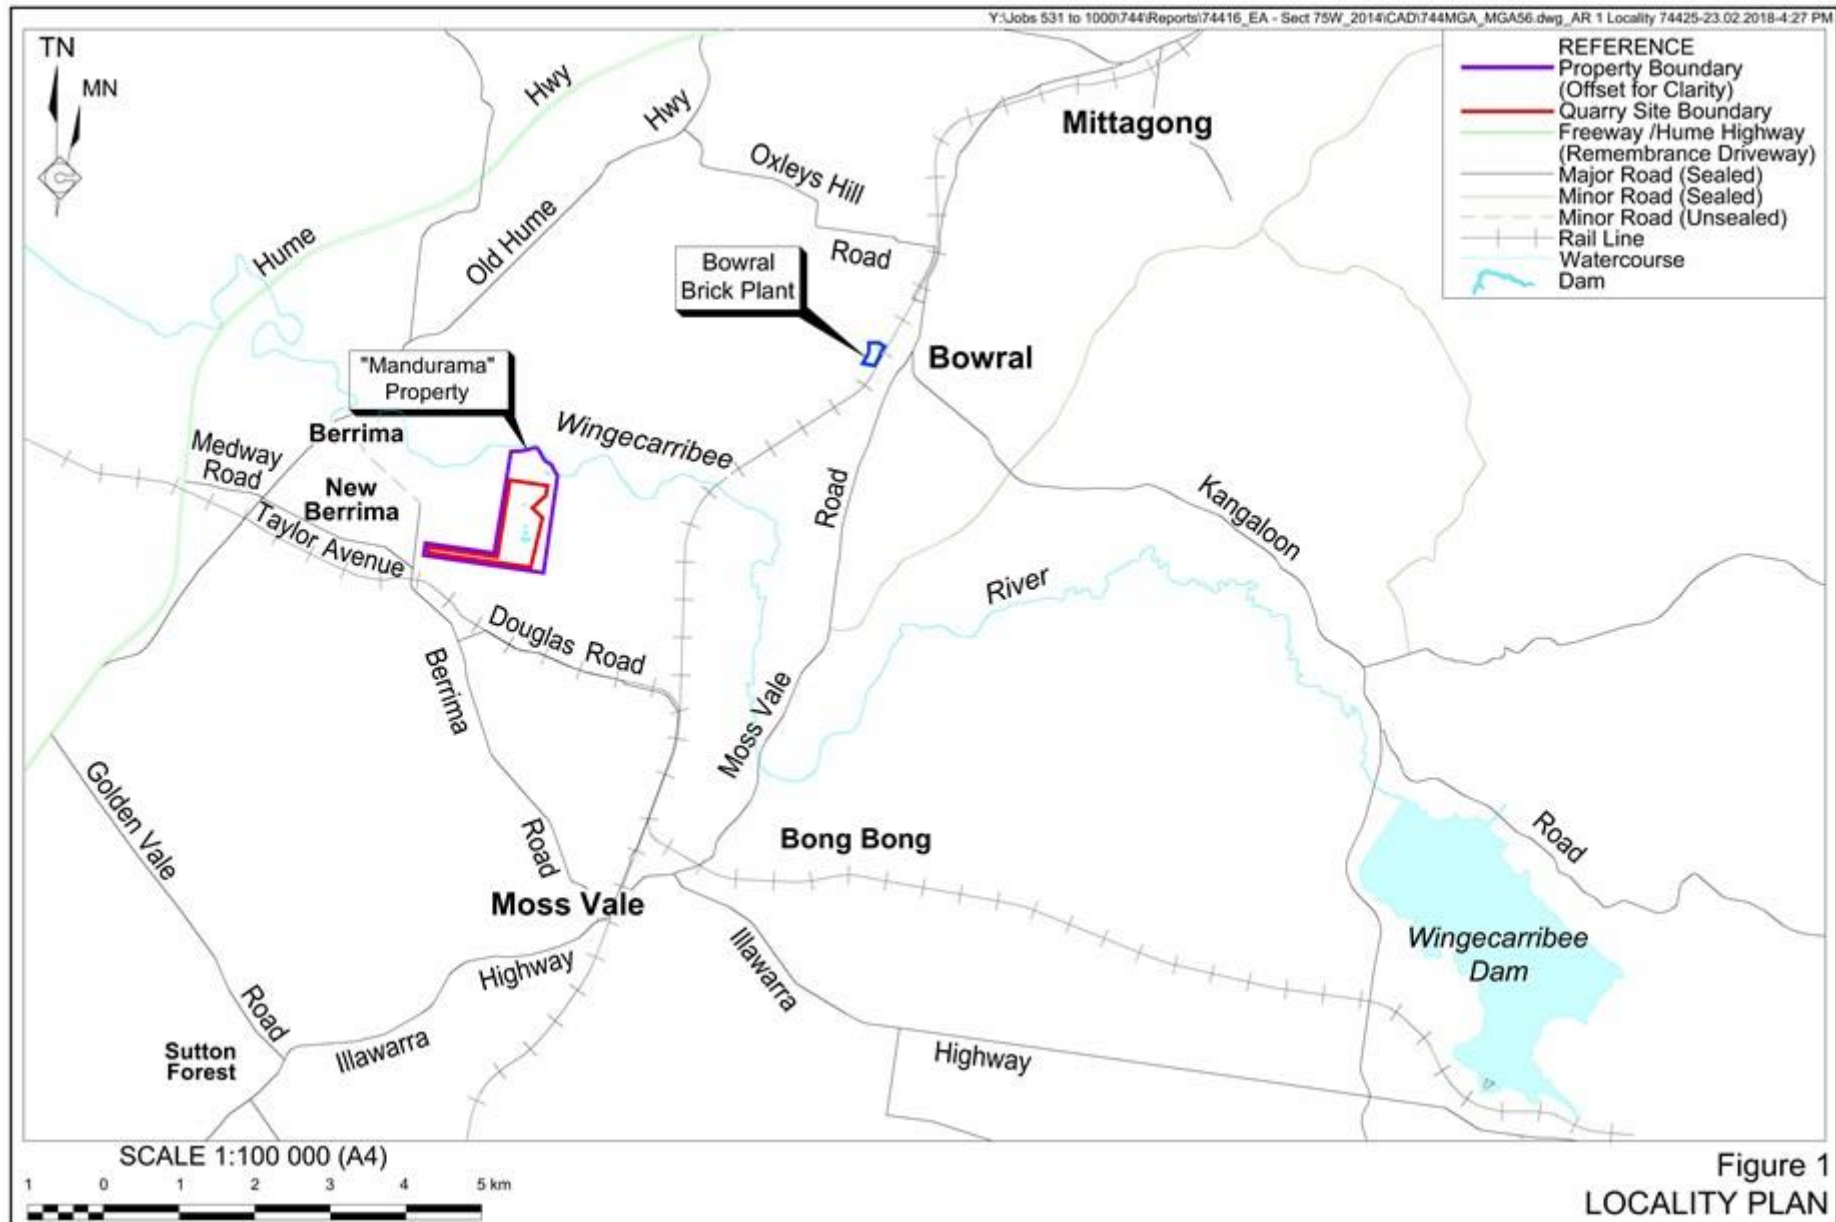 Y:\Jobs 531 to 1000\744\Reports\74416_EA - Sect 75W_2014\CAD\744MGA_MGA56.dwg_AR 1 Locality 74425-23.02.2018-4:27 PM
TN
MN
REFERENCE
Property Boundary
(Offset for Clarity)
Quarry Site Boundary
Freeway /Hume Highway
(Remembrance Driveway)
Major Road (Sealed)
Minor Road (Sealed)
Minor Road (Unsealed)
Rail Line
Watercourse
Dam
Hwy
Hwy
Mittagong
Oxleys Hill
Road
Hume
Old Hume
Bowral
Brick Plant
Bowral
"Mandurama"
Property
Berrima
Wingecarribee
Medway
Road
New
Berrima
Taylor Avenue
Road
Kangaloon
River
Douglas Road
Berrima
Moss Vale
Golden Vale
Road
Bong Bong
Road
Moss Vale
Illawarra
Highway
Wingecarribee
Dam
Road
Illawarra
Highway
Sutton
Forest
SCALE 1:100 000 (A4)
1 0 1 2 3 4 5 km
Figure 1
LOCALITY PLAN